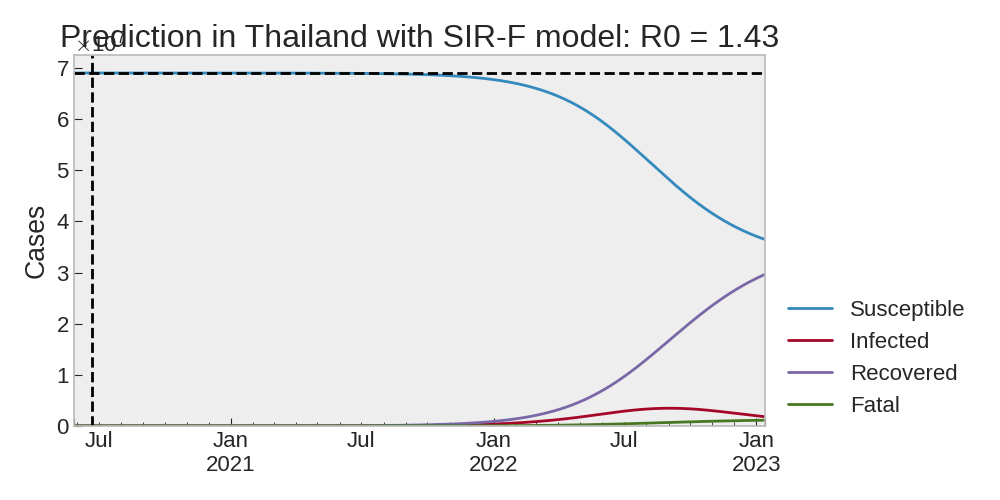 Prediction in Thailand with SIR-F model: R0 = 1.43
7
6
5
4
3
2
1
0
Cases
Jul
Jan
2021
Jul
Jan
2022
Jul
Jan
2023
Susceptible
Infected
Recovered
Fatal